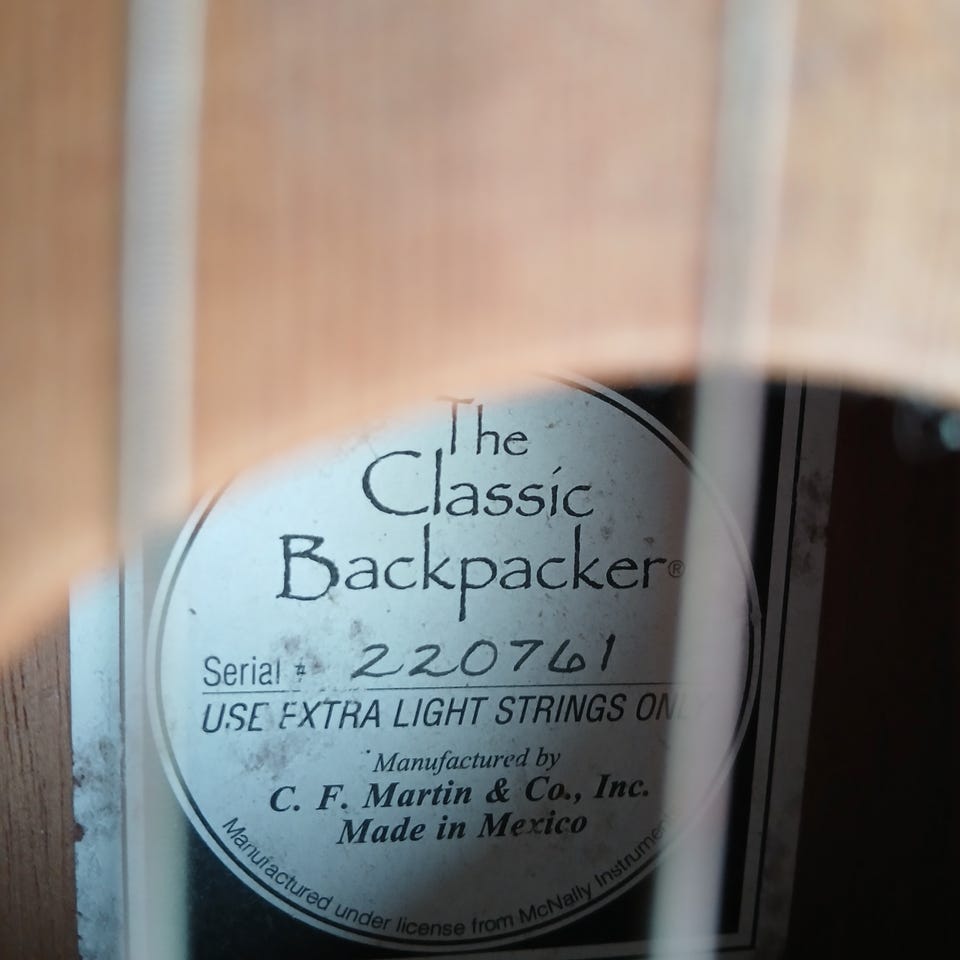 The
Classic
Backpacker®
Serial # 220761
USE EXTRA LIGHT STRINGS
Manufactured by
C. F. Martin & Co., Inc.
Made in Mexico
Manufactured under license from McNally